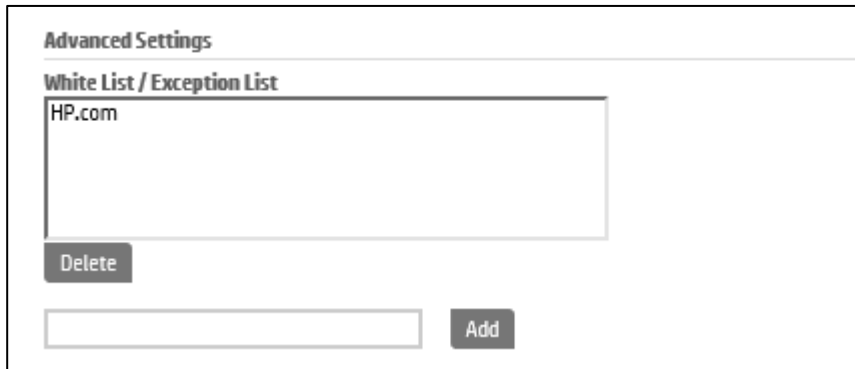 Advanced Settings
White List / Exception List
HP.com
Delete
Add